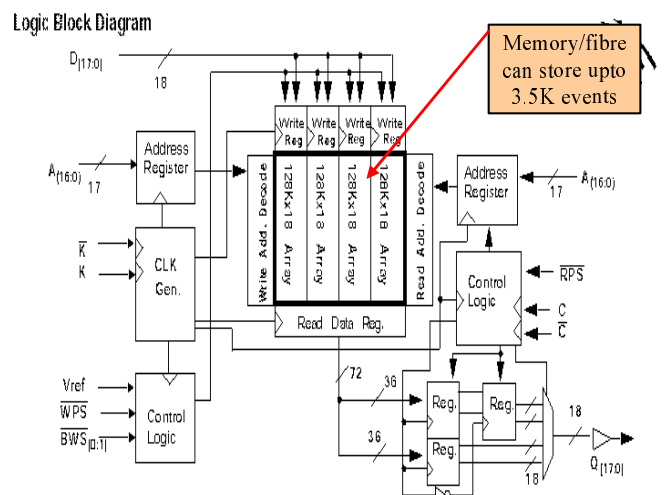 Logic Block Diagram
Memory/fibre
can store upto
3.5K events
D[17:0]
18
Write Reg
Write Reg
Write Reg
Write Reg
Address Register
A(16:0)
17
Write Add. Decode
128Kx18 Array
128Kx18 Array
128Kx18 Array
128Kx18 Array
Read Add. Decode
Address Register
A(16:0)
17
K
K
CLK Gen.
Control Logic
RPS
C
C
Read Data Reg.
72
36
36
Vref
WPS
BWS[0:1]
Control Logic
Reg.
Reg.
Reg.
18
18
Q[17:0]